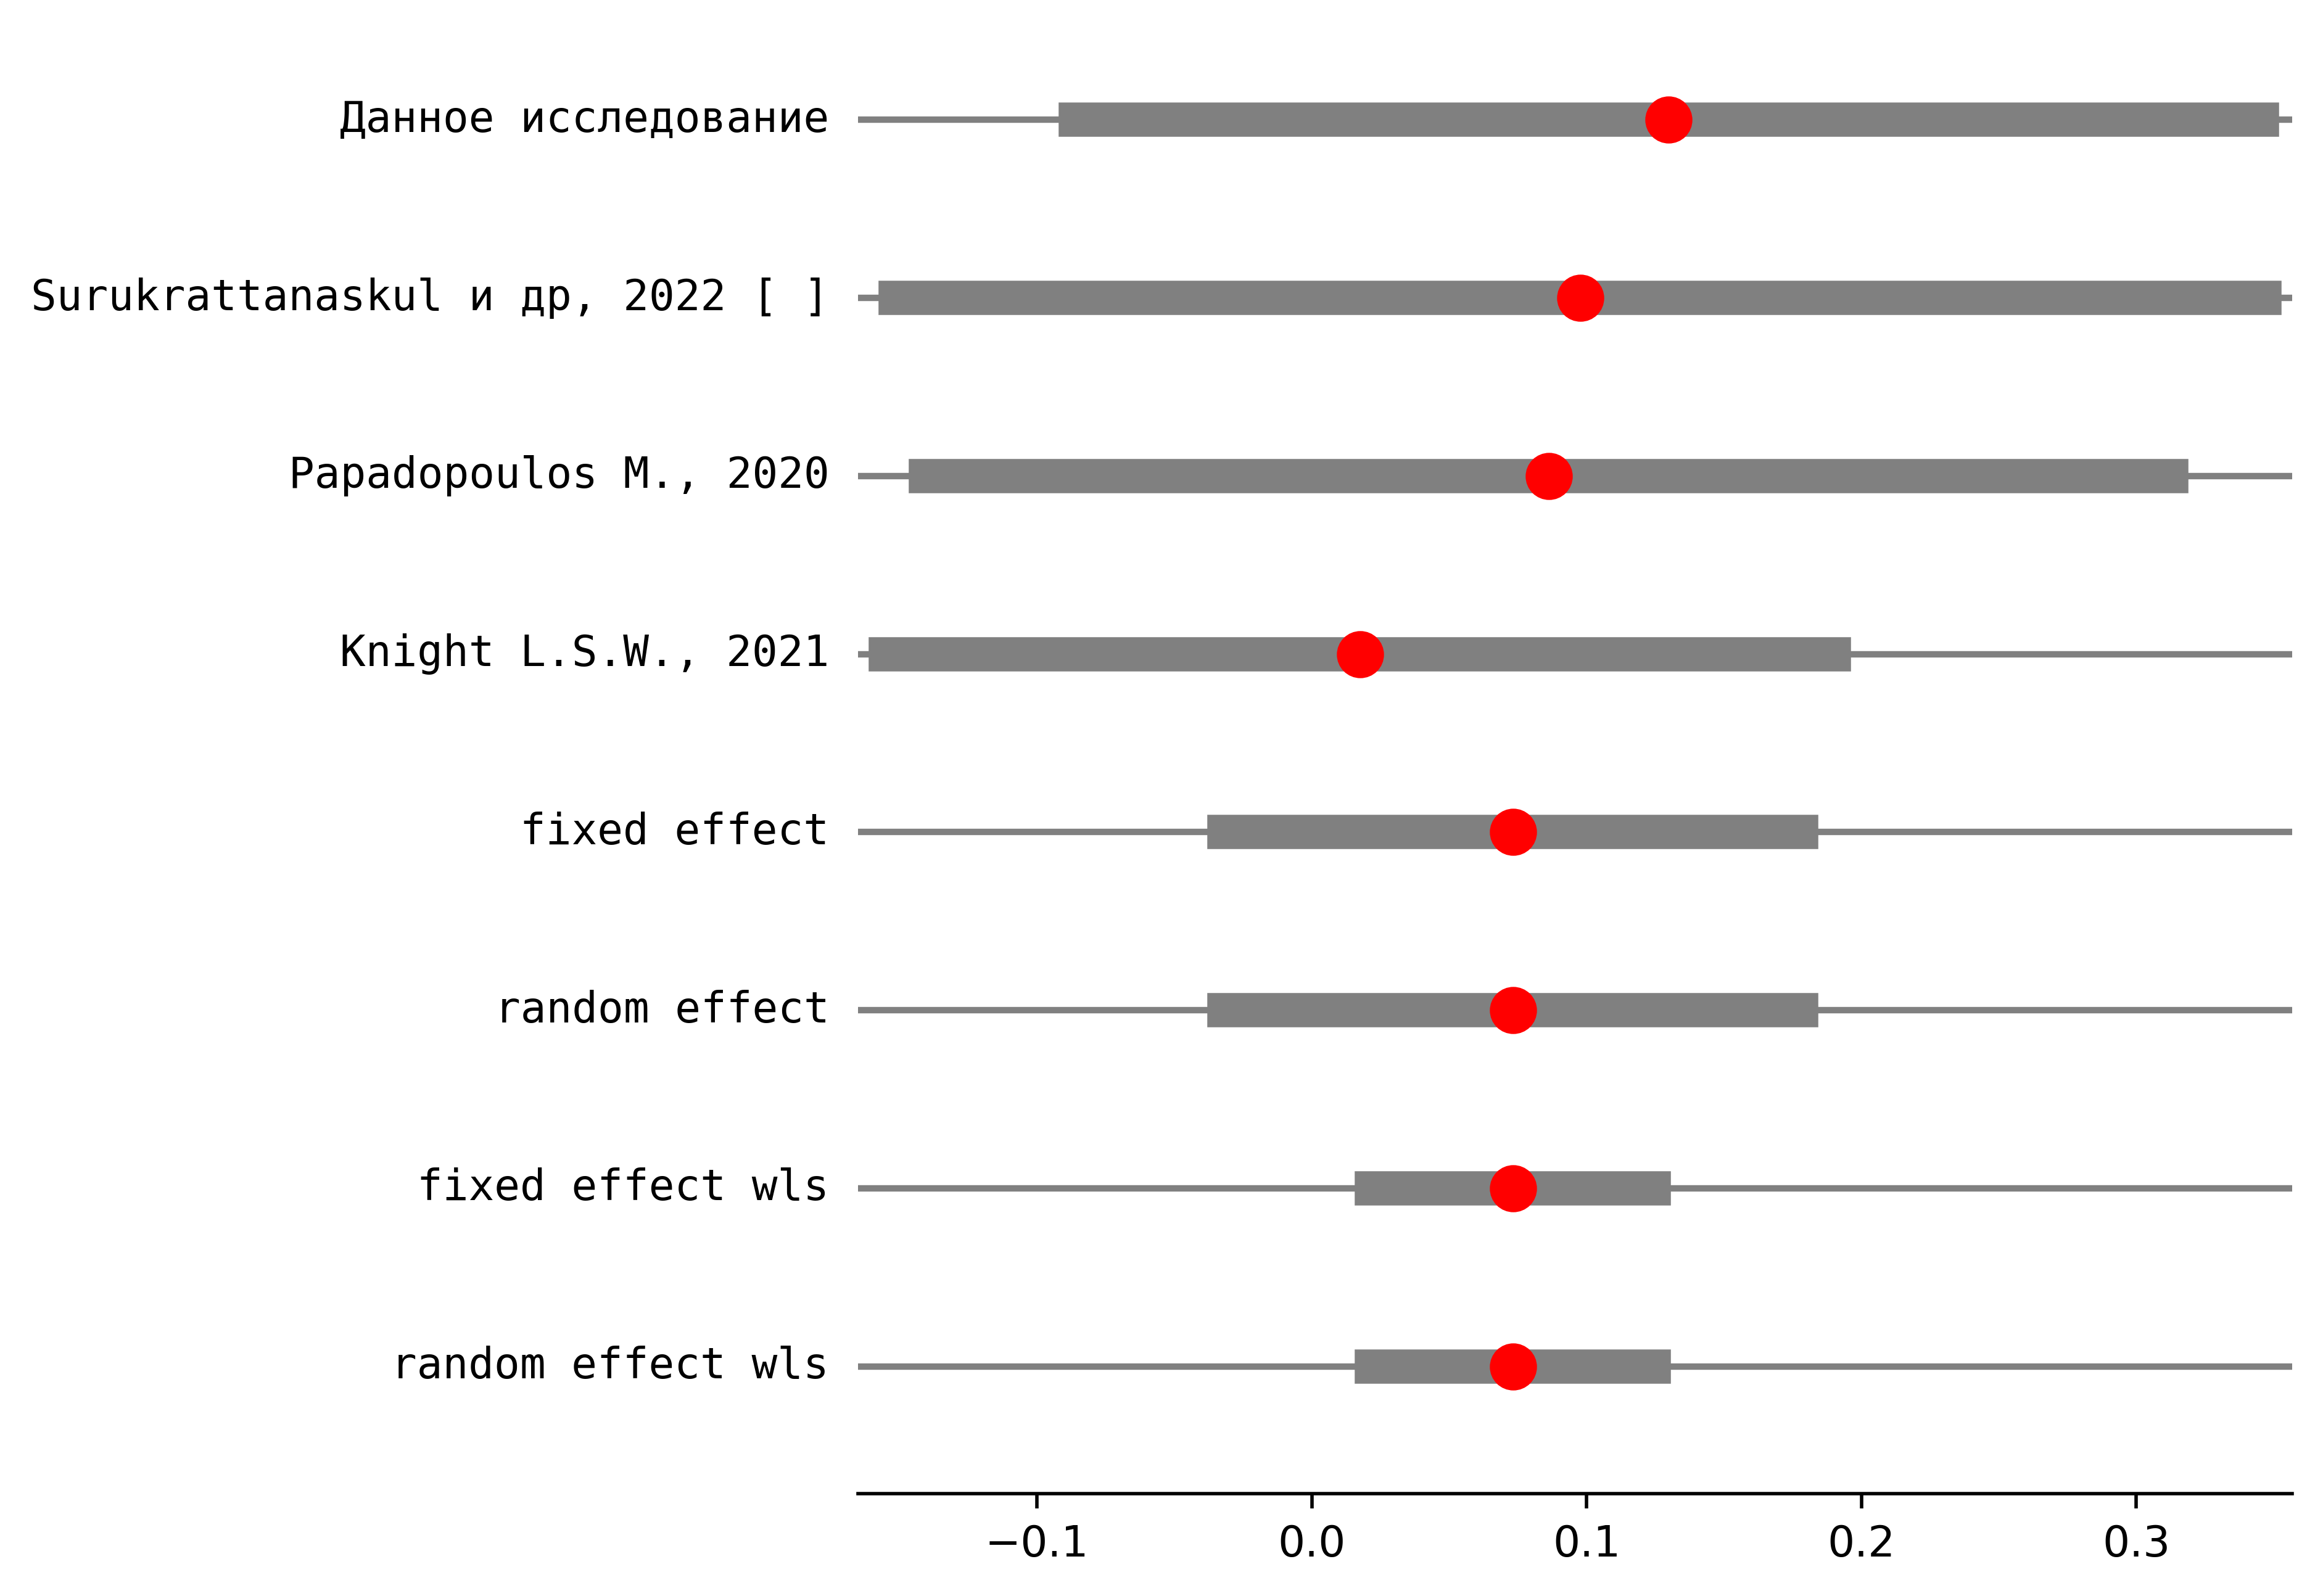 Данное исследование
Surukrattanaskul и др, 2022 [ ]
Papadopoulos M., 2020
Knight L.S.W., 2021
fixed effect
random effect
fixed effect wls
random effect wls
−0.1 0.0 0.1 0.2 0.3